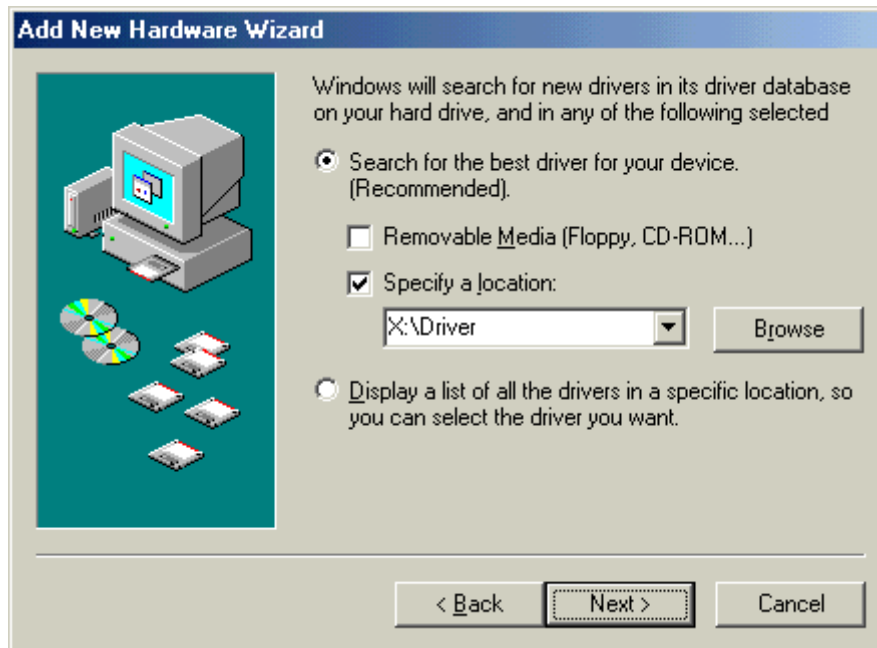 Add New Hardware Wizard
Windows will search for new drivers in its driver database
on your hard drive, and in any of the following selected
Search for the best driver for your device.
(Recommended).
Removable Media (Floppy, CD-ROM...)
Specify a location:
X:\Driver
Browse
Display a list of all the drivers in a specific location, so
you can select the driver you want.
< Back
Next >
Cancel